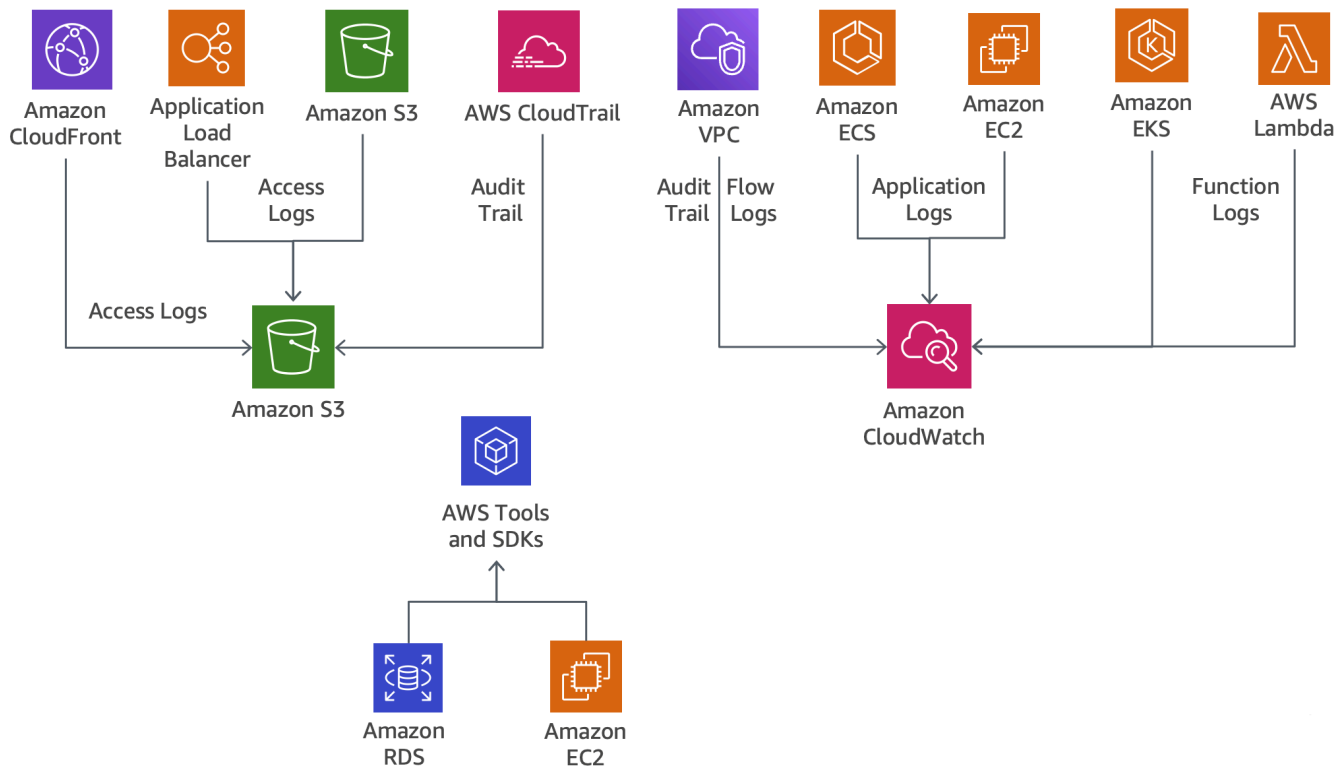 Amazon
CloudFront
Application
Load
Balancer
Amazon S3
AWS CloudTrail
Amazon
VPC
Amazon
ECS
Amazon
EC2
Amazon
EKS
AWS
Lambda
Access
Logs
Audit
Trail
Audit
Trail
Flow
Logs
Application
Logs
Function
Logs
Access Logs
Amazon S3
Amazon
CloudWatch
AWS Tools
and SDKs
Amazon
RDS
Amazon
EC2
K